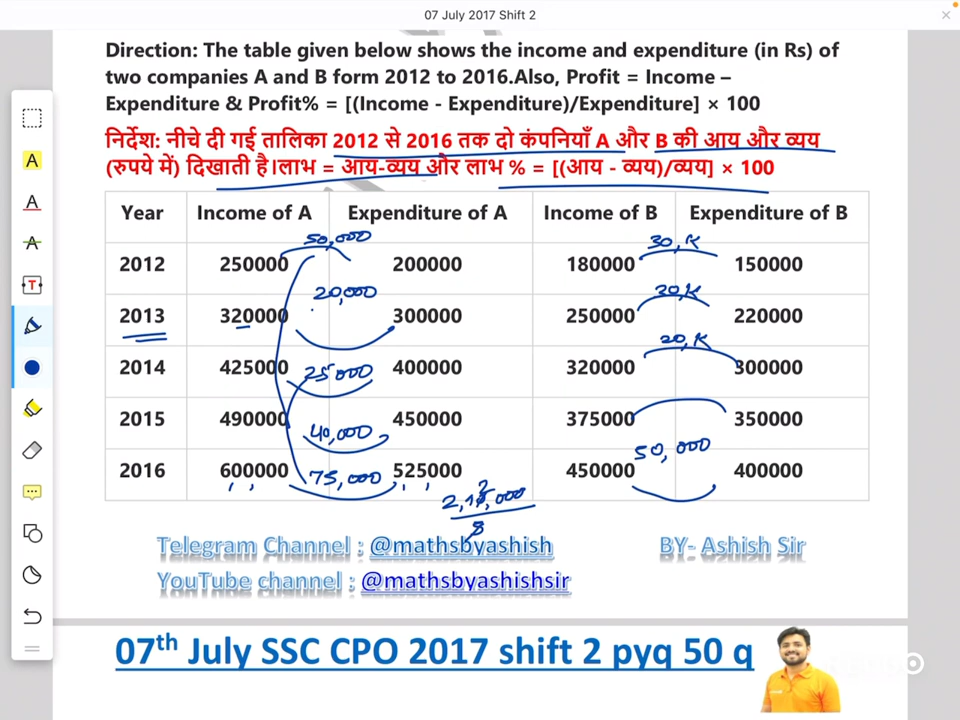 07 July 2017 Shift 2
Direction: The table given below shows the income and expenditure (in Rs) of
two companies A and B form 2012 to 2016.Also, Profit = Income –
Expenditure & Profit% = [(Income - Expenditure)/Expenditure] × 100
निर्देश: नीचे दी गई तालिका 2012 से 2016 तक दो कंपनियाँ A और B की आय और व्यय
(रुपये में) दिखाती है।लाभ = आय-व्यय और लाभ % = [(आय - व्यय)/व्यय] × 100
Year Income of A Expenditure of A Income of B Expenditure of B
50,000 30,K
2012 250000 200000 180000 150000
20,000 30,K
2013 320000 300000 250000 220000
20,K
2014 425000 25000 400000 320000 300000
2015 490000 450000 375000 350000
40,000 50,000
2016 600000 75,000 525000 450000 400000
Telegram Channel : @mathsbyashish BY- Ashish Sir
YouTube channel : @mathsbyashishsir
07th July SSC CPO 2017 shift 2 pyq 50 q